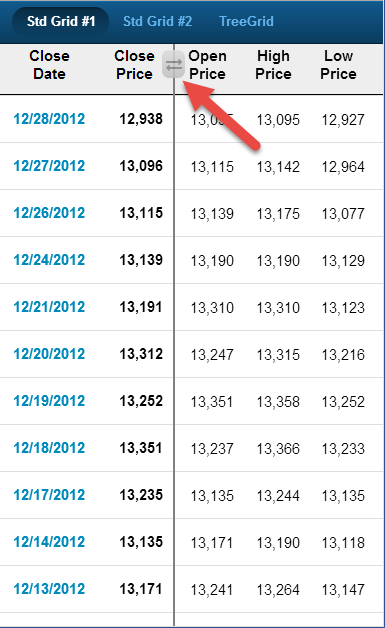 Std Grid #1 Std Grid #2 TreeGrid
Close Close Open High Low
Date Price Price Price Price
12/28/2012 12,938 13,095 12,927
12/27/2012 13,096 13,115 13,142 12,964
12/26/2012 13,115 13,139 13,175 13,077
12/24/2012 13,139 13,190 13,190 13,129
12/21/2012 13,191 13,310 13,310 13,123
12/20/2012 13,312 13,247 13,315 13,216
12/19/2012 13,252 13,351 13,358 13,252
12/18/2012 13,351 13,237 13,366 13,233
12/17/2012 13,235 13,135 13,244 13,135
12/14/2012 13,135 13,171 13,190 13,118
12/13/2012 13,171 13,241 13,264 13,147